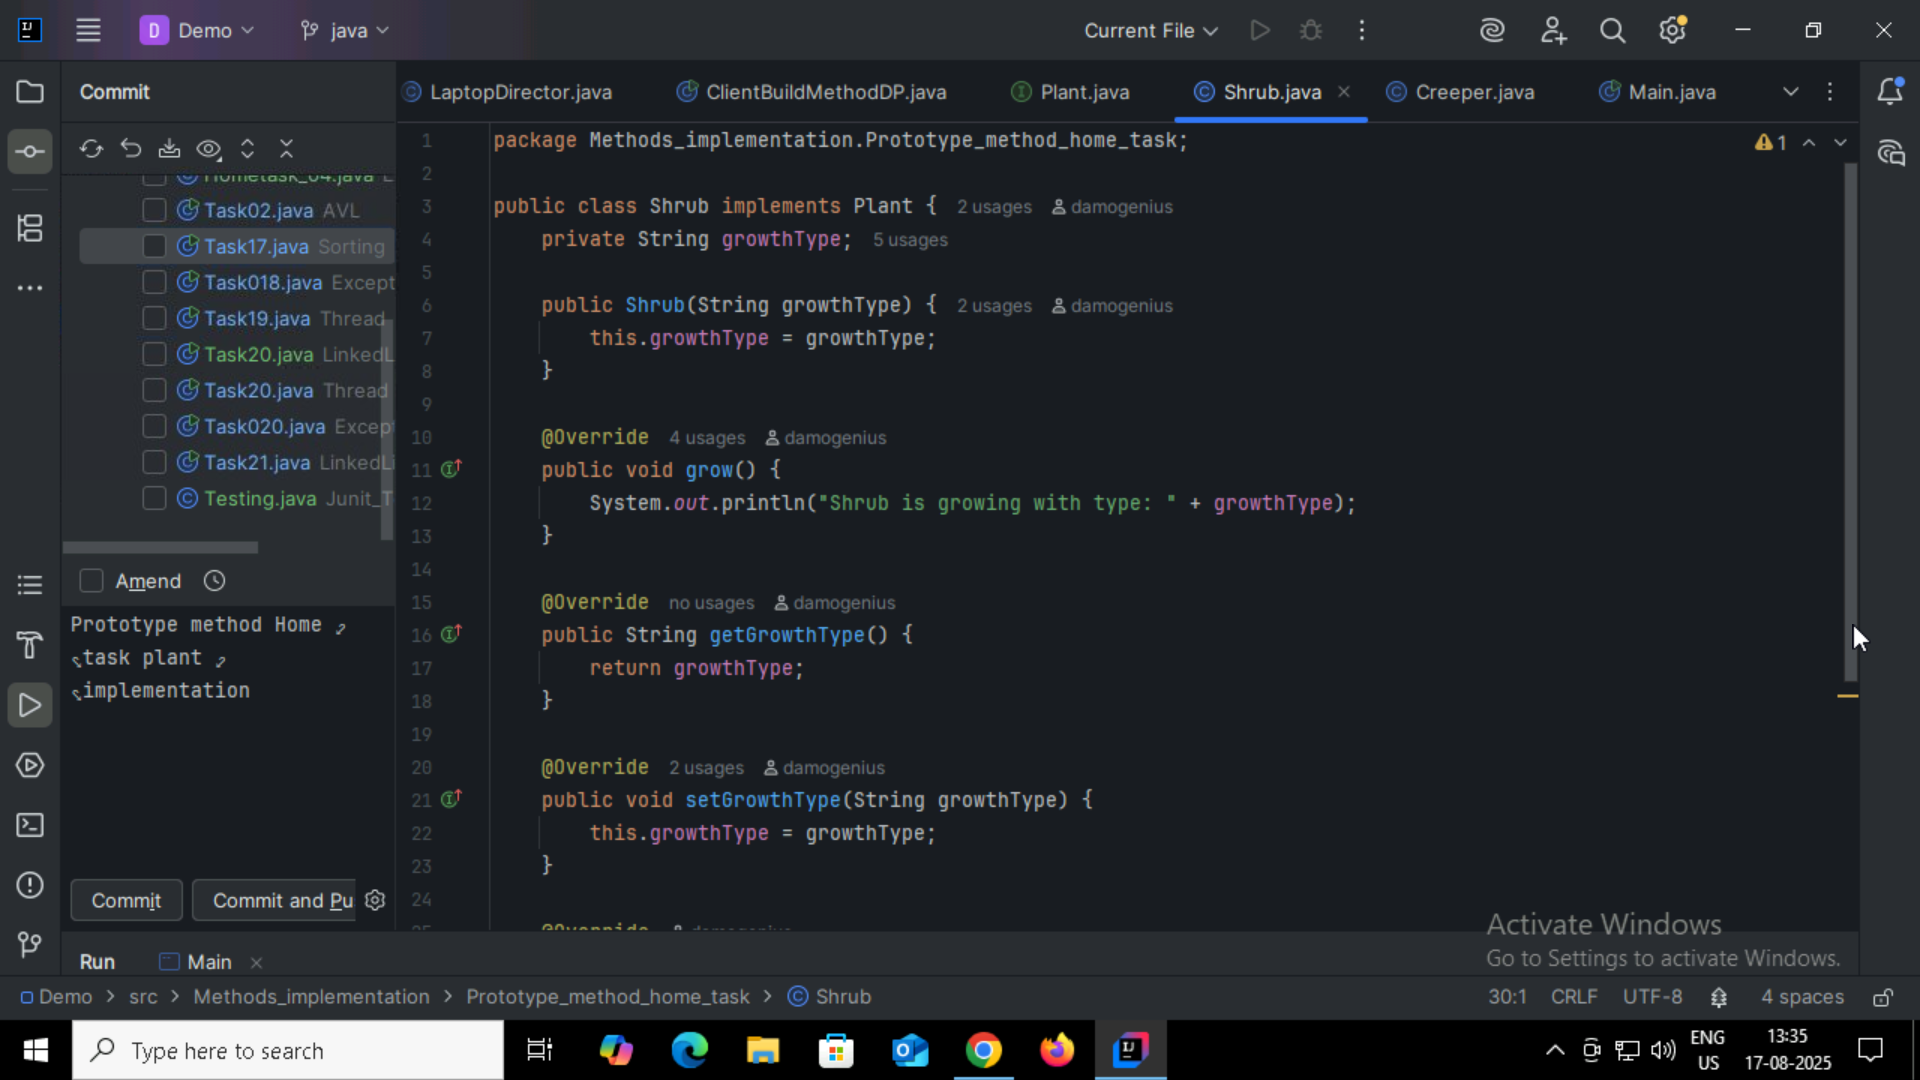 D Demo java Current File
Commit
LaptopDirector.java ClientBuildMethodDP.java Plant.java Shrub.java Creeper.java Main.java
Hometask_04.java
Task02.java AVL
Task17.java Sorting
Task018.java Except
Task19.java Thread
Task20.java LinkedL
Task20.java Thread
Task020.java Excep
Task21.java LinkedLi
Testing.java Junit_T
Amend
Prototype method Home
task plant
implementation
Commit Commit and Pu
1 package Methods_implementation.Prototype_method_home_task;
2
3 public class Shrub implements Plant { 2 usages damogenius
4 private String growthType; 5 usages
5
6 public Shrub(String growthType) { 2 usages damogenius
7 this.growthType = growthType;
8 }
9
10 @Override 4 usages damogenius
11 public void grow() {
12 System.out.println("Shrub is growing with type: " + growthType);
13 }
14
15 @Override no usages damogenius
16 public String getGrowthType() {
17 return growthType;
18 }
19
20 @Override 2 usages damogenius
21 public void setGrowthType(String growthType) {
22 this.growthType = growthType;
23 }
24
1
Activate Windows
Go to Settings to activate Windows.
Run Main
Demo > src > Methods_implementation > Prototype_method_home_task > Shrub
30:1 CRLF UTF-8 4 spaces
Type here to search
ENG
US
13:35
17-08-2025